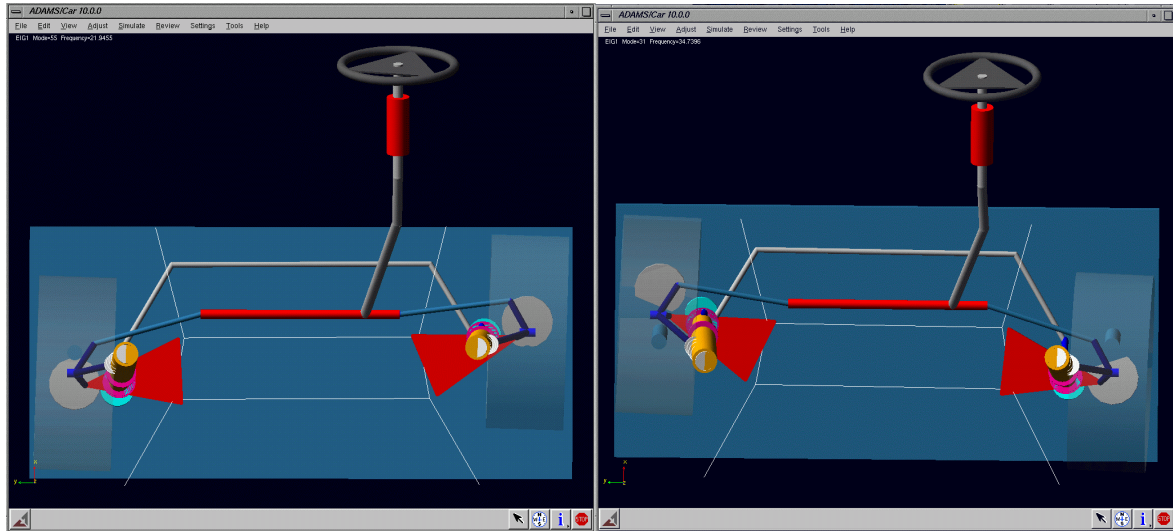 ADAMS/Car 10.0.0
File Edit View Adjust Simulate Review Settings Tools Help
EIG1 Mode=55 Frequency=21.9455
x
y
z
i
STOP
ADAMS/Car 10.0.0
File Edit View Adjust Simulate Review Settings Tools Help
EIG1 Mode=31 Frequency=34.7396
x
y
z
i
STOP